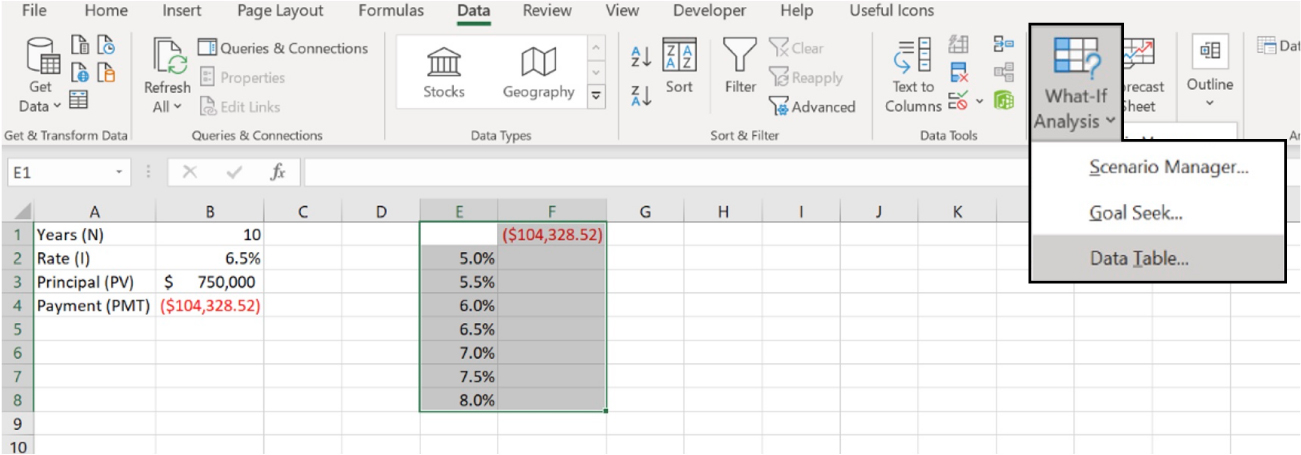 File Home Insert Page Layout Formulas Data Review View Developer Help Useful Icons
Queries & Connections
Properties
Edit Links
Get
Data
Refresh
All
Stocks
Geography
A
Z
Z
A
Z A
A Z
Sort
Filter
Clear
Reapply
Advanced
Text to
Columns
What-If
Analysis
Sheet
Outline
Get & Transform Data Queries & Connections Data Types Sort & Filter Data Tools
Scenario Manager...
Goal Seek...
Data Table...
E1 fx
A B C D E F G H I J K
1 Years (N) 10 ($104,328.52)
2 Rate (I) 6.5% 5.0%
3 Principal (PV) $ 750,000 5.5%
4 Payment (PMT) ($104,328.52) 6.0%
5 6.5%
6 7.0%
7 7.5%
8 8.0%
9
10